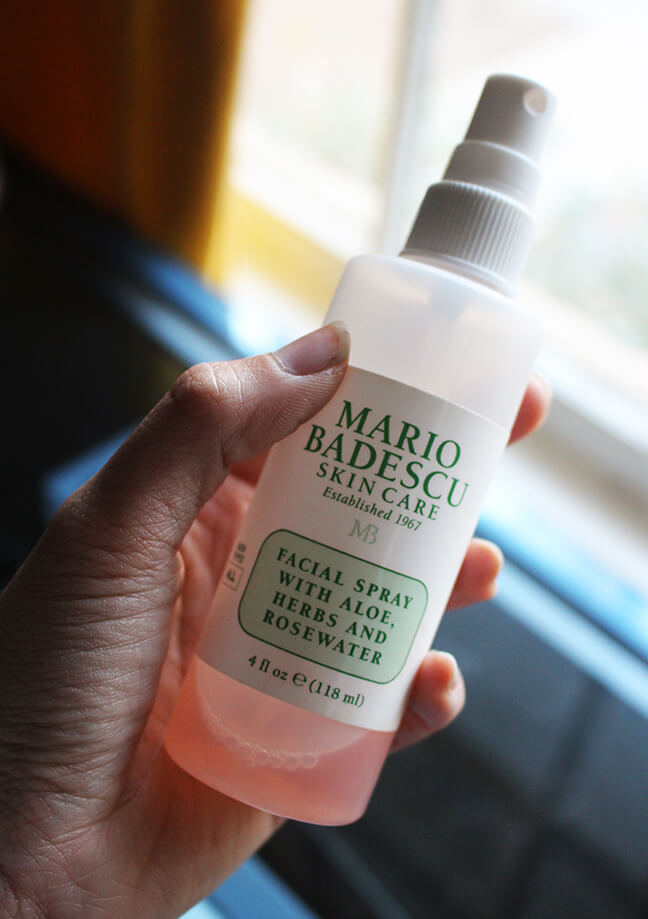 MARIO
BADESCU
SKIN CARE
Established 1967
MB
FACIAL SPRAY
WITH ALOE,
HERBS AND
ROSEWATER
4 fl oz ℮ (118 ml)